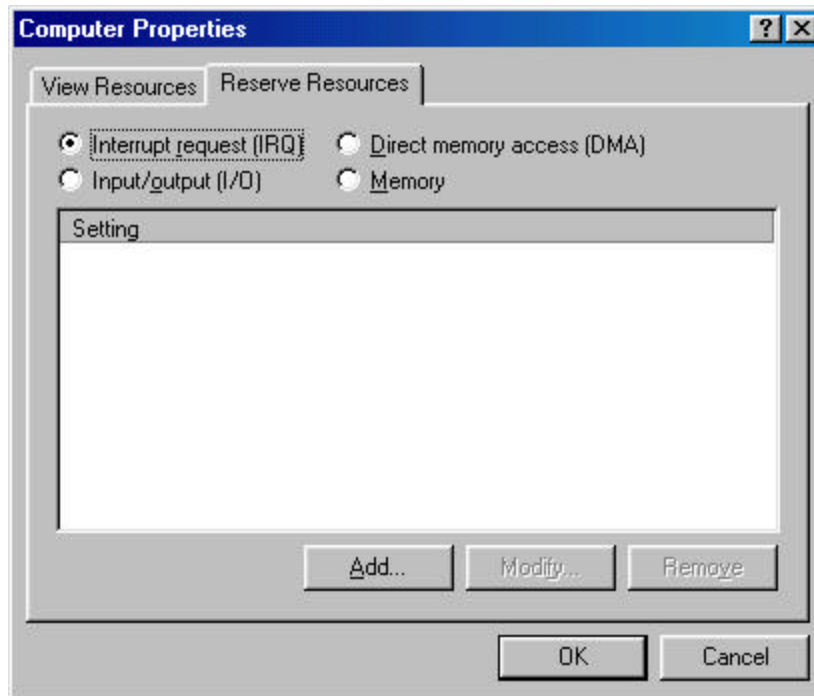 Computer Properties
View Resources Reserve Resources
Interrupt request (IRQ) Direct memory access (DMA)
Input/output (I/O) Memory
Setting
Add... Modify... Remove
OK Cancel